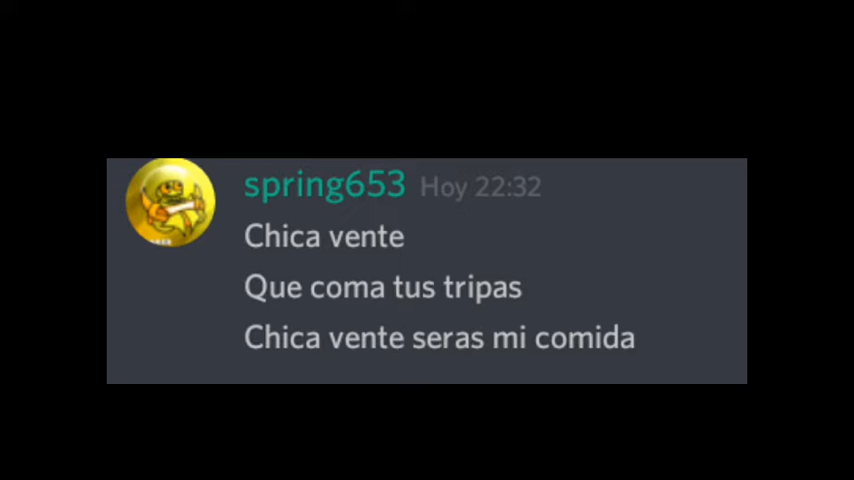 spring653 Hoy 22:32
Chica vente
Que coma tus tripas
Chica vente seras mi comida